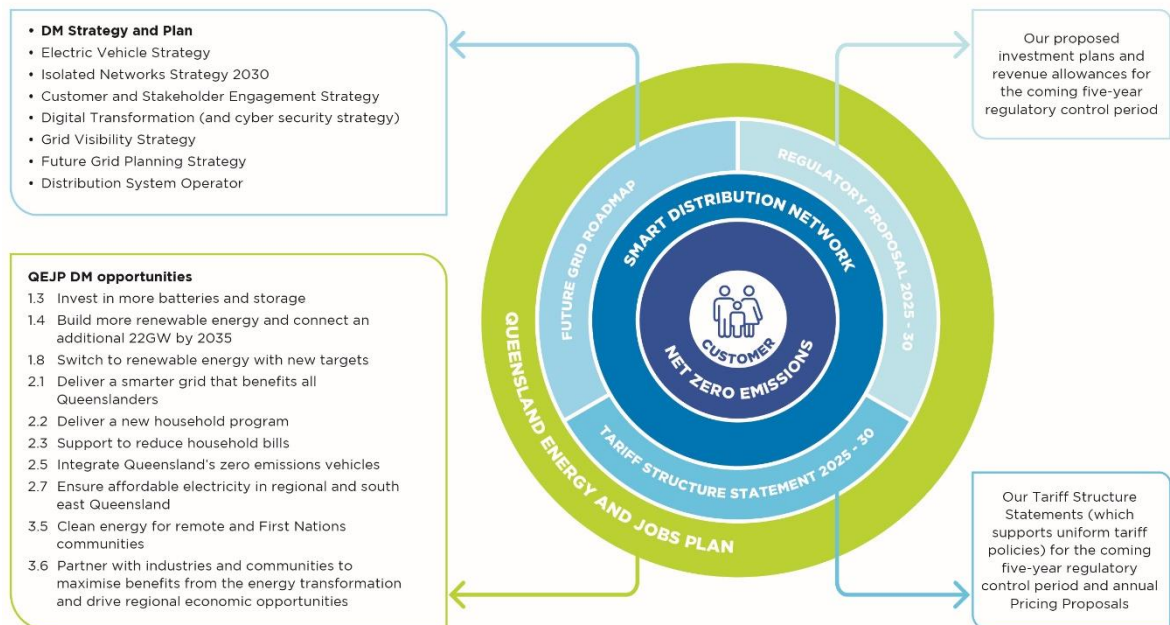 • DM Strategy and Plan
• Electric Vehicle Strategy
• Isolated Networks Strategy 2030
• Customer and Stakeholder Engagement Strategy
• Digital Transformation (and cyber security strategy)
• Grid Visibility Strategy
• Future Grid Planning Strategy
• Distribution System Operator
Our proposed
investment plans and
revenue allowances for
the coming five-year
regulatory control period
QEJP DM opportunities
1.3 Invest in more batteries and storage
1.4 Build more renewable energy and connect an
additional 22GW by 2035
1.8 Switch to renewable energy with new targets
2.1 Deliver a smarter grid that benefits all
Queenslanders
2.2 Deliver a new household program
2.3 Support to reduce household bills
2.5 Integrate Queensland's zero emissions vehicles
2.7 Ensure affordable electricity in regional and south
east Queensland
3.5 Clean energy for remote and First Nations
communities
3.6 Partner with industries and communities to
maximise benefits from the energy transformation
and drive regional economic opportunities
FUTURE GRID ROADMAP
REGULATORY PROPOSAL 2025 - 30
SMART DISTRIBUTION NETWORK
CUSTOMER
NET ZERO EMISSIONS
TARIFF STRUCTURE STATEMENT 2025 - 30
QUEENSLAND ENERGY AND JOBS PLAN
Our Tariff Structure
Statements (which
supports uniform tariff
policies) for the coming
five-year regulatory
control period and annual
Pricing Proposals